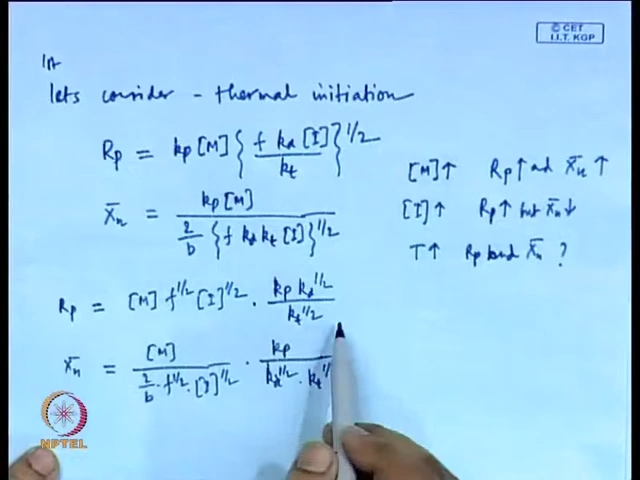 © CET
I.I.T. KGP
lets consider - thermal initiation
Rp = kp [M] { f kd [I] / kt }^1/2
x̄n = kp [M] / 2/b { f kd kt [I] }^1/2
Rp = [M] f^1/2 [I]^1/2 · kp kd^1/2 / kt^1/2
x̄n = [M] / 2/b · f^1/2 · [I]^1/2 · kp / kd^1/2 · kt^1/
[M]↑ Rp↑ and x̄n ↑
[I]↑ Rp↑ but x̄n↓
T↑ Rp and x̄n ?
NPTEL